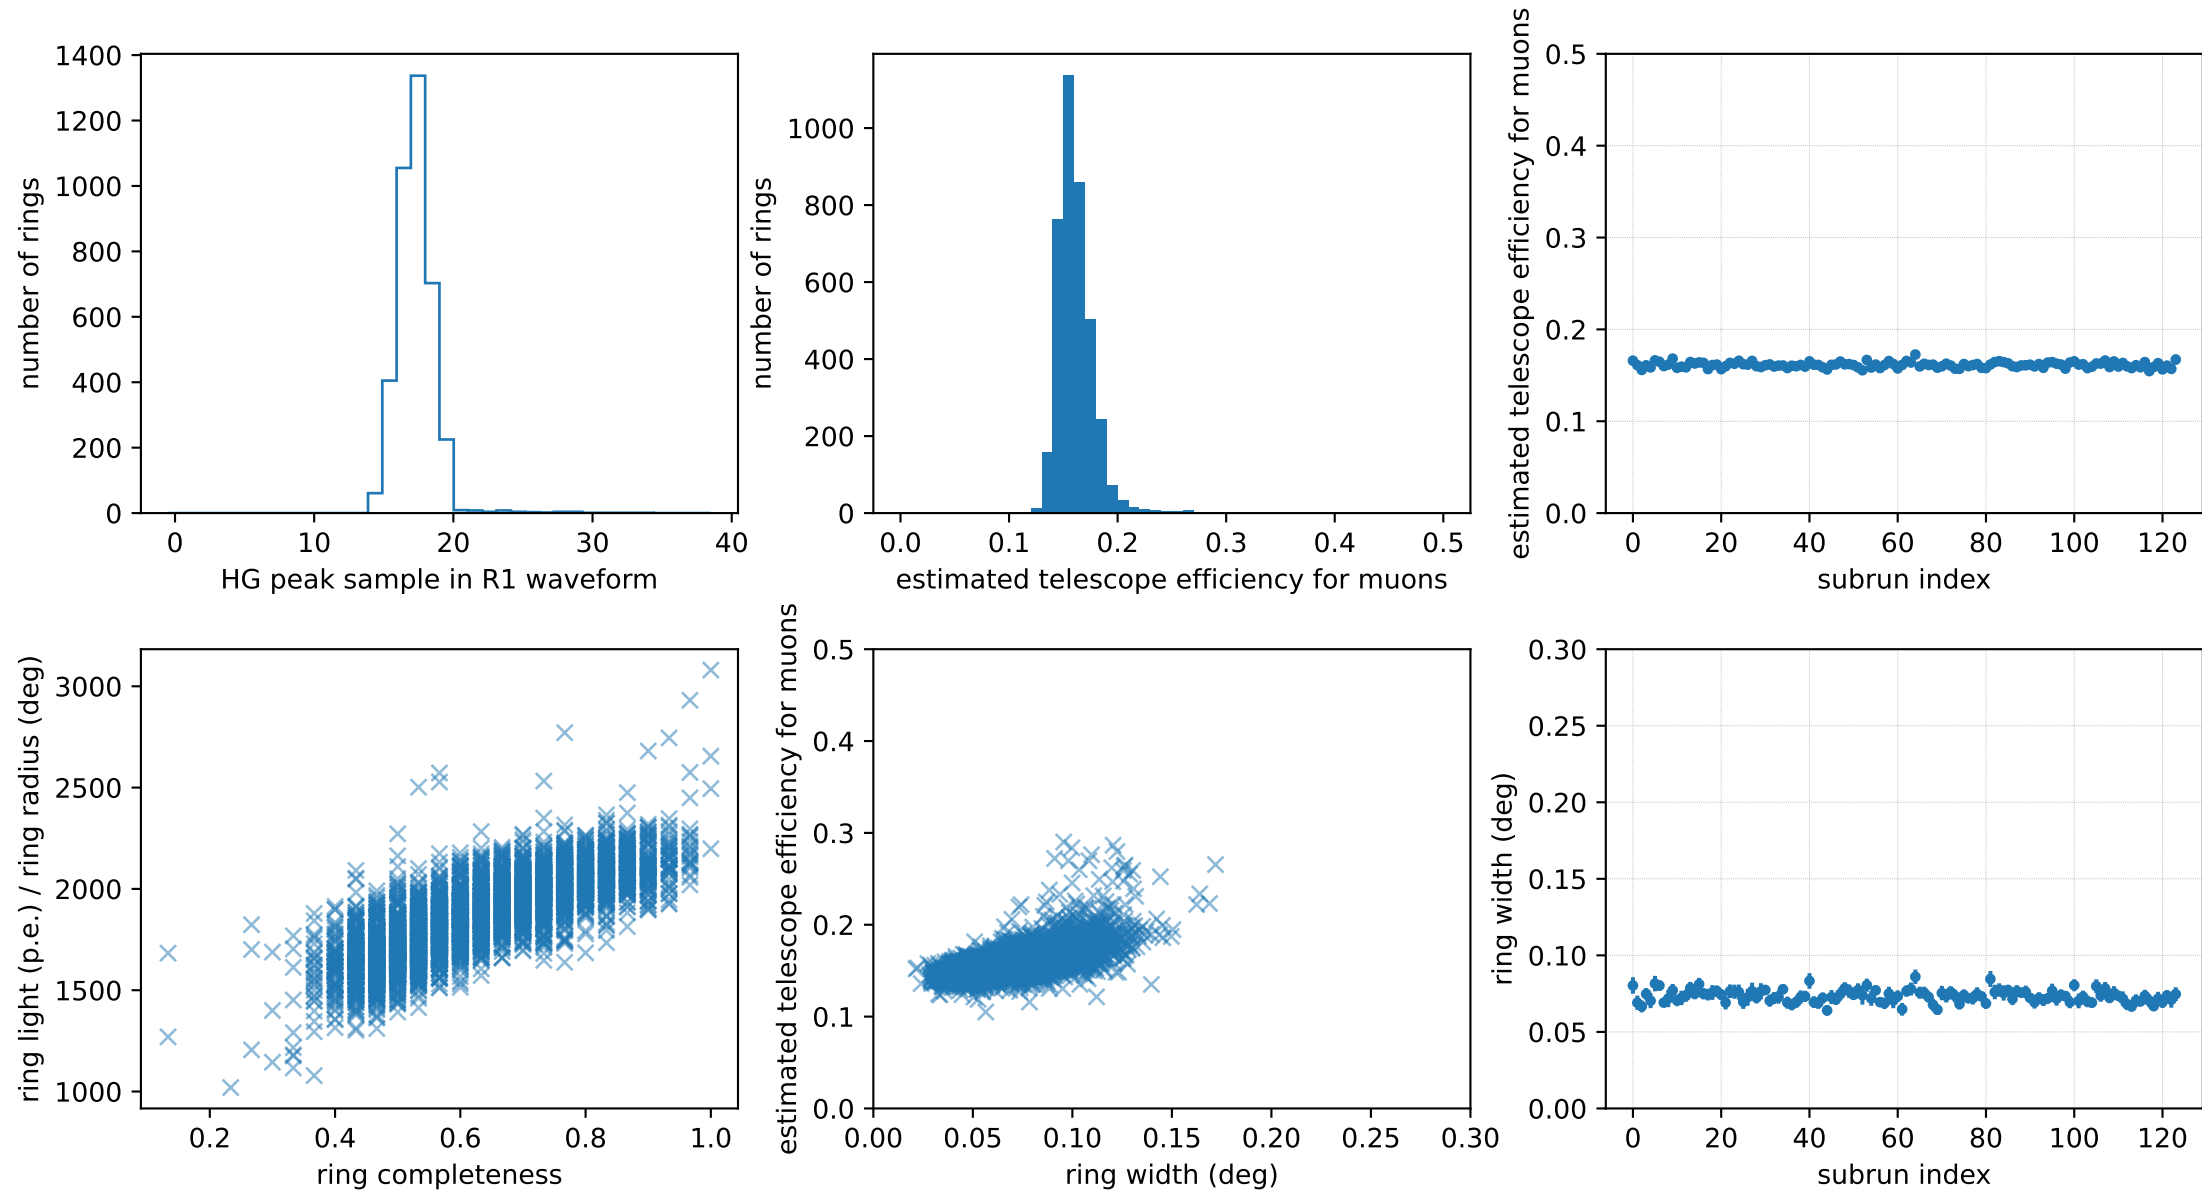 number of rings
1400
1200
1000
800
600
400
200
0
0 10 20 30 40
HG peak sample in R1 waveform
number of rings
1000
800
600
400
200
0
0.0 0.1 0.2 0.3 0.4 0.5
estimated telescope efficiency for muons
estimated telescope efficiency for muons
0.5
0.4
0.3
0.2
0.1
0.0
0 20 40 60 80 100 120
subrun index
ring light (p.e.) / ring radius (deg)
3000
2500
2000
1500
1000
0.2 0.4 0.6 0.8 1.0
ring completeness
estimated telescope efficiency for muons
0.5
0.4
0.3
0.2
0.1
0.0
0.00 0.05 0.10 0.15 0.20 0.25 0.30
ring width (deg)
ring width (deg)
0.30
0.25
0.20
0.15
0.10
0.05
0.00
0 20 40 60 80 100 120
subrun index